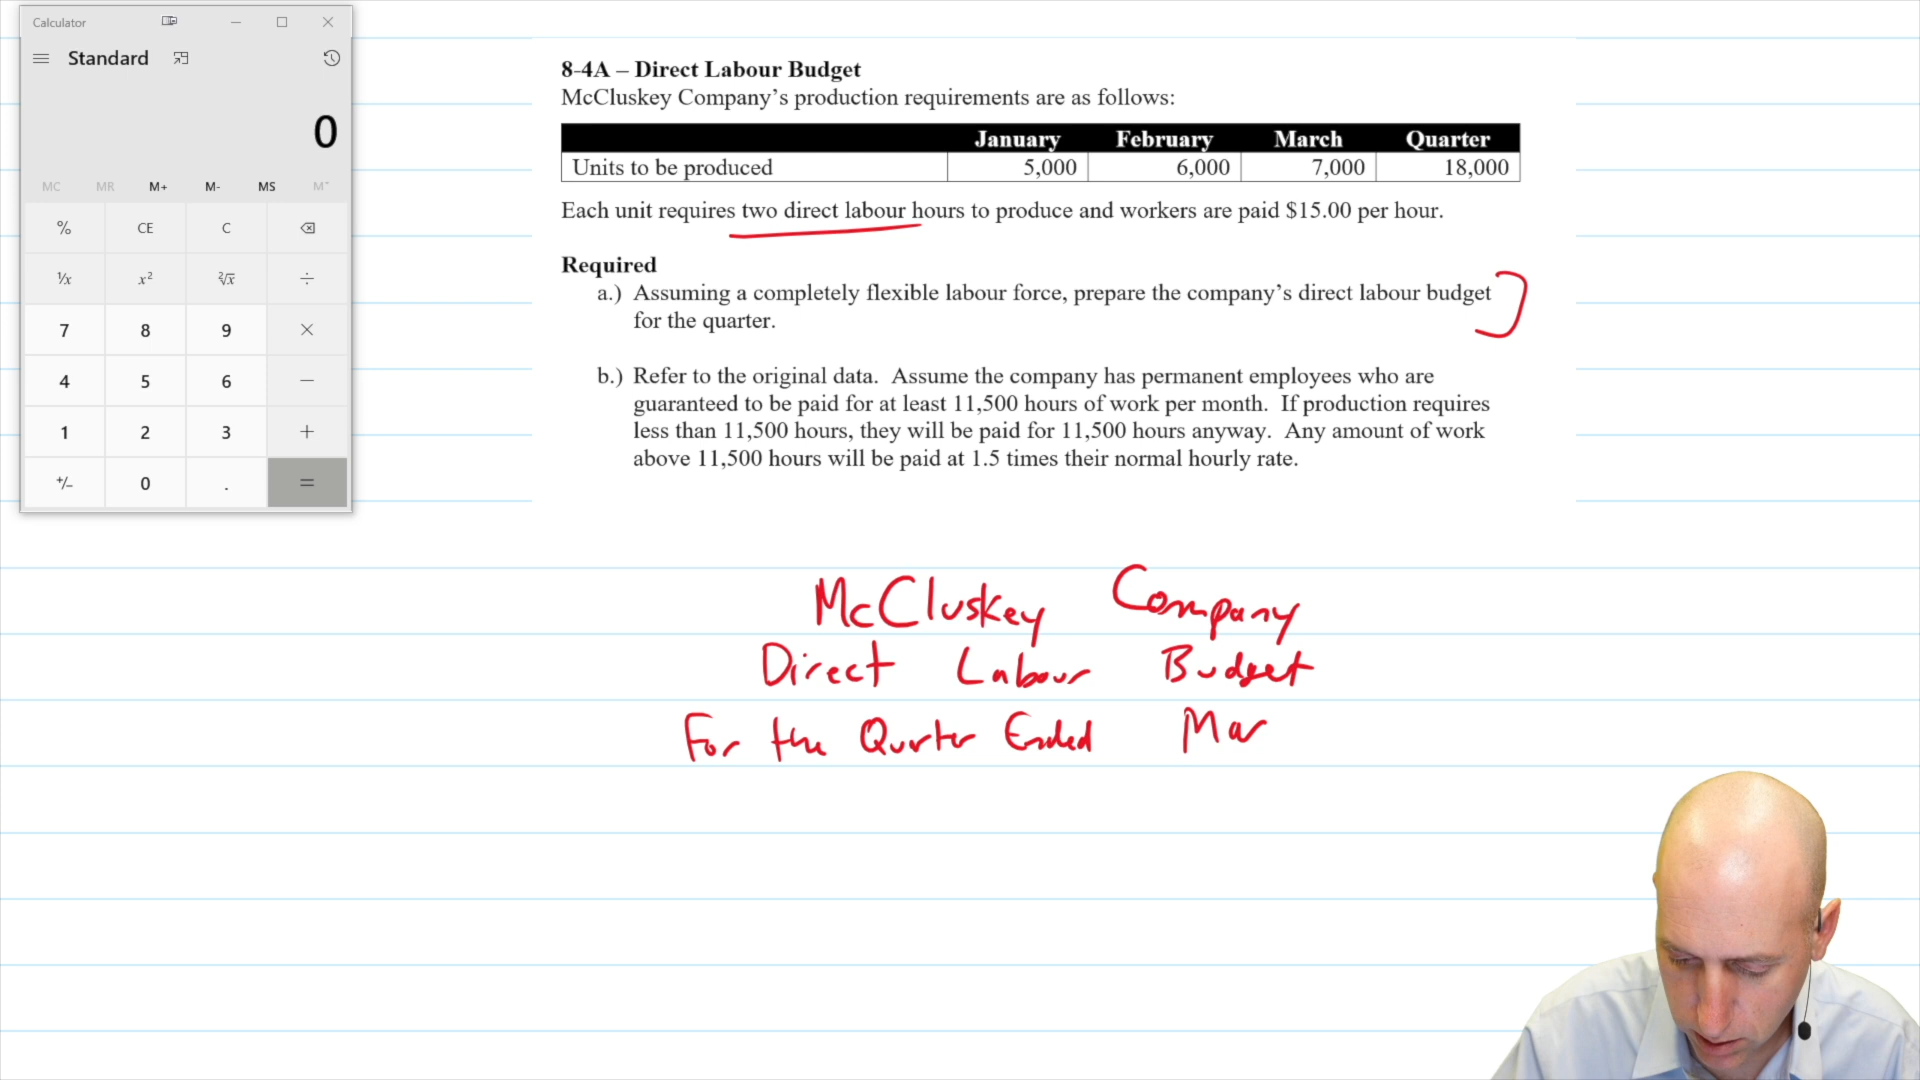 Calculator
Standard
0
MC MR M+ M- MS M˅
% CE C
¹/x x² ²√x ÷
7 8 9 ×
4 5 6 −
1 2 3 +
+/− 0 . =
8-4A – Direct Labour Budget
McCluskey Company’s production requirements are as follows:
January February March Quarter
Units to be produced 5,000 6,000 7,000 18,000
Each unit requires two direct labour hours to produce and workers are paid $15.00 per hour.
Required
a.) Assuming a completely flexible labour force, prepare the company’s direct labour budget
for the quarter.
b.) Refer to the original data. Assume the company has permanent employees who are
guaranteed to be paid for at least 11,500 hours of work per month. If production requires
less than 11,500 hours, they will be paid for 11,500 hours anyway. Any amount of work
above 11,500 hours will be paid at 1.5 times their normal hourly rate.
McCluskey Company
Direct Labour Budget
For the Quarter Ended Mar